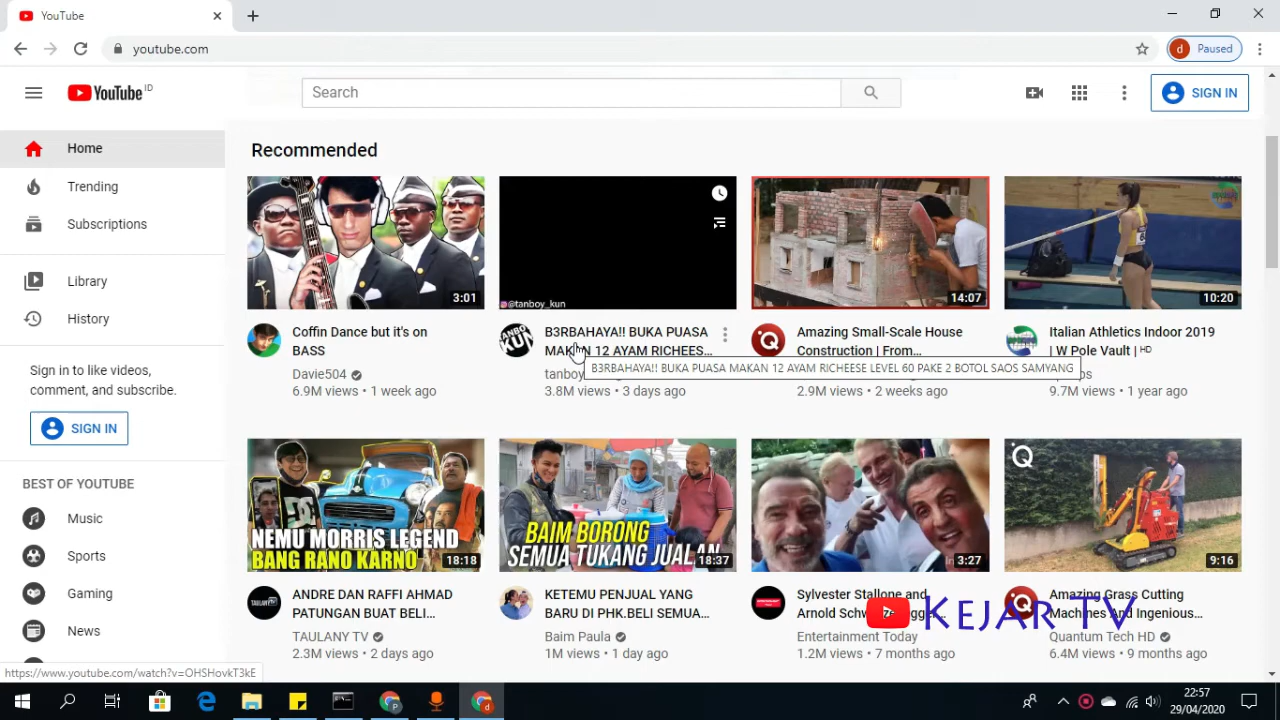 YouTube
youtube.com
d Paused
YouTube ID
Search
SIGN IN
Home
Trending
Subscriptions
Library
History
Sign in to like videos,
comment, and subscribe.
SIGN IN
BEST OF YOUTUBE
Music
Sports
Gaming
News
Recommended
3:01
Coffin Dance but it's on
BASS
Davie504
6.9M views • 1 week ago
@tanboy_kun
B3RBAHAYA!! BUKA PUASA
MAKAN 12 AYAM RICHEES...
tanboy
3.8M views • 3 days ago
B3RBAHAYA!! BUKA PUASA MAKAN 12 AYAM RICHEESE LEVEL 60 PAKE 2 BOTOL SAOS SAMYANG
14:07
Amazing Small-Scale House
Construction | From...
2.9M views • 2 weeks ago
10:20
Italian Athletics Indoor 2019
| W Pole Vault | HD
9.7M views • 1 year ago
NEMU MORRIS LEGEND
BANG RANO KARNO
18:18
ANDRE DAN RAFFI AHMAD
PATUNGAN BUAT BELI...
TAULANY TV
2.3M views • 2 days ago
BAIM BORONG
SEMUA TUKANG JUALAN
18:37
KETEMU PENJUAL YANG
BARU DI PHK.BELI SEMUA...
Baim Paula
1M views • 1 day ago
3:27
Sylvester Stallone and
Entertainment Today
1.2M views • 7 months ago
9:16
Amazing Grass Cutting
Machines And Ingenious...
Quantum Tech HD
6.4M views • 9 months ago
KEJAR TV
https://www.youtube.com/watch?v=OHSHovkT3kE
22:57
29/04/2020